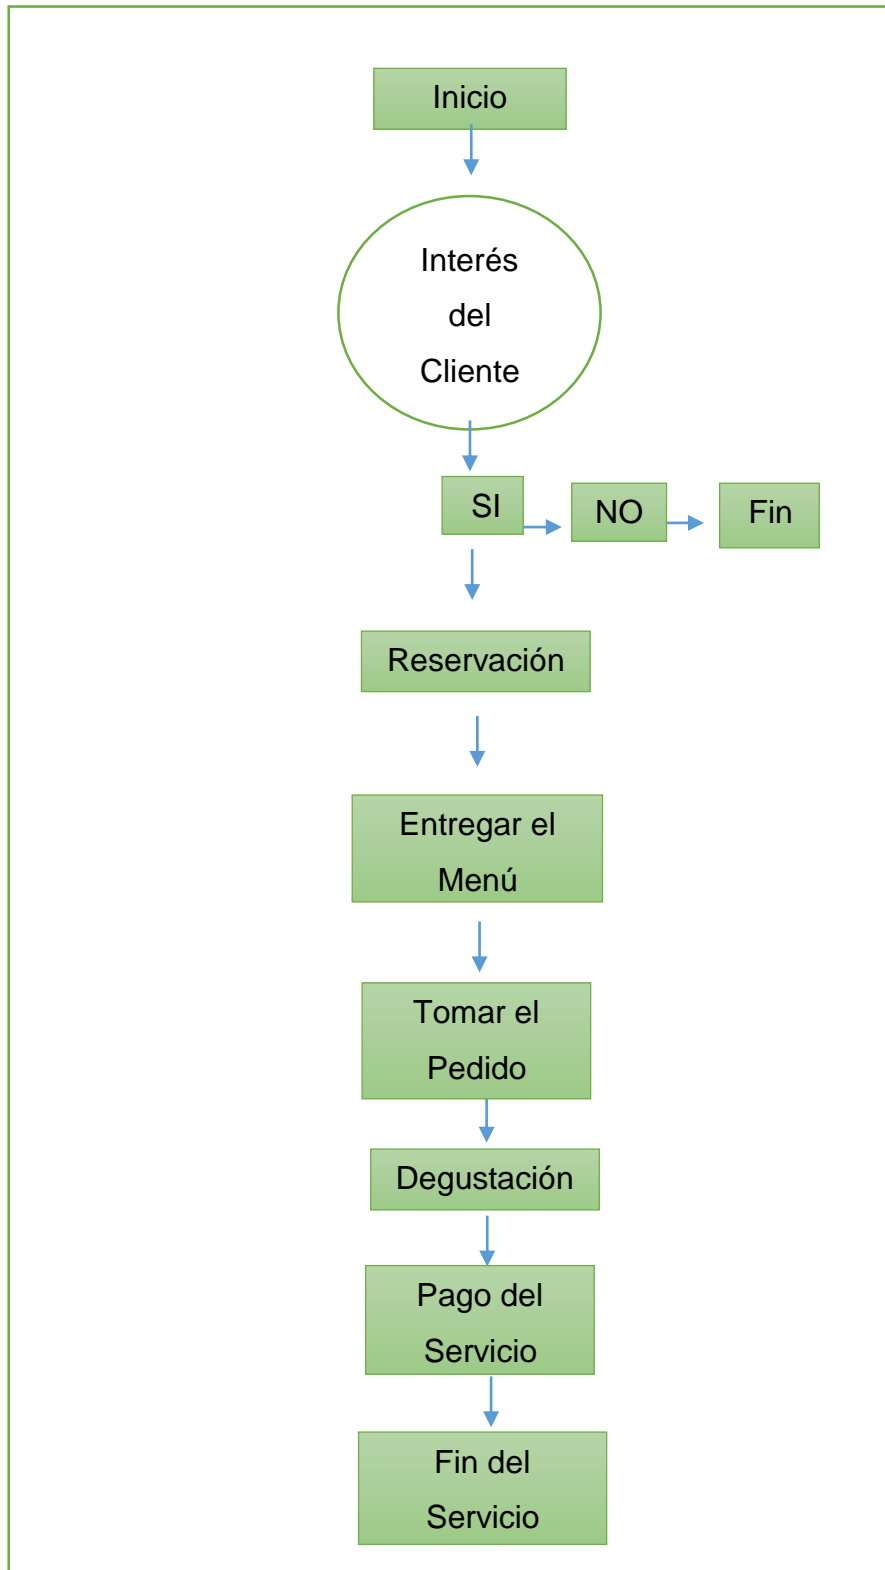 Inicio
Interés
del
Cliente
SI
NO
Fin
Reservación
Entregar el
Menú
Tomar el
Pedido
Degustación
Pago del
Servicio
Fin del
Servicio